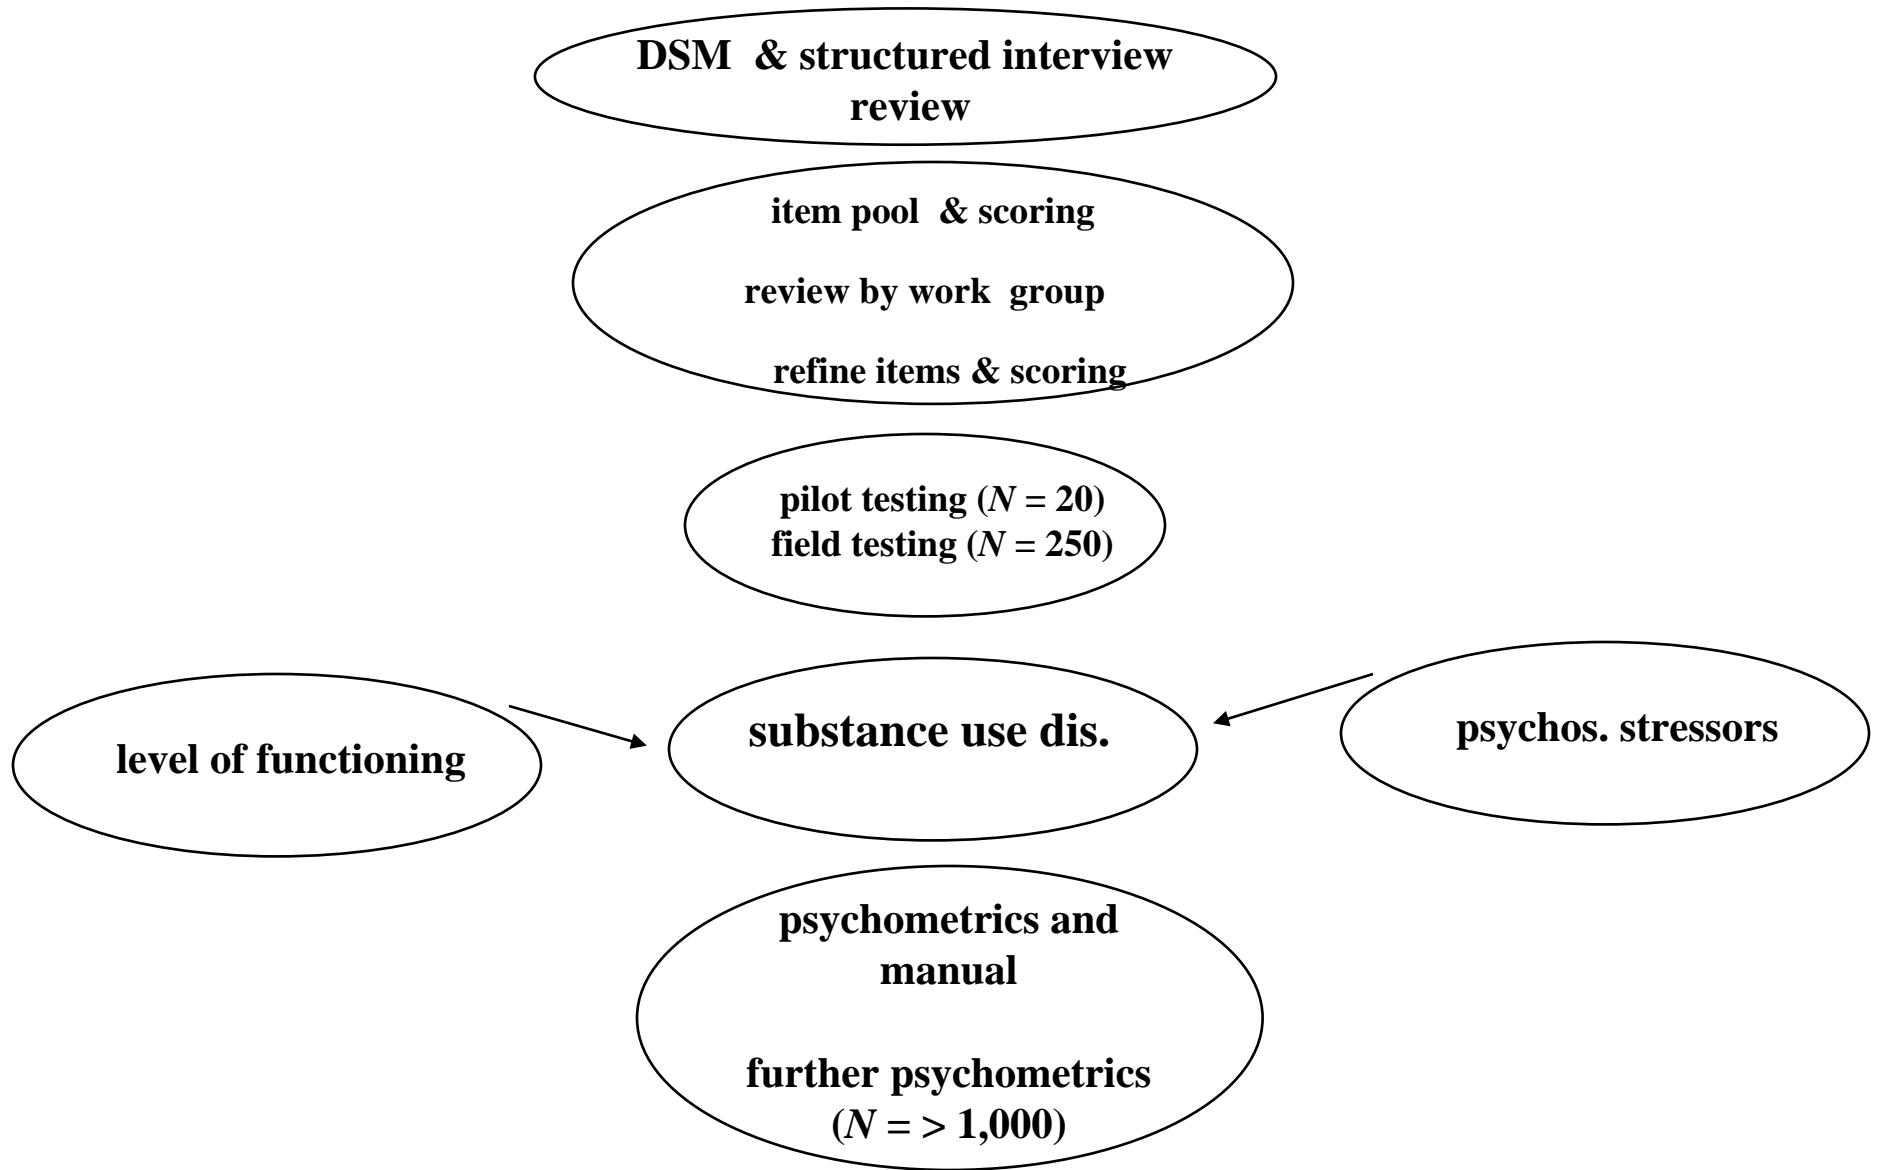 DSM & structured interview
review
item pool & scoring
review by work group
refine items & scoring
pilot testing (N = 20)
field testing (N = 250)
level of functioning
substance use dis.
psychos. stressors
psychometrics and
manual
further psychometrics
(N = > 1,000)